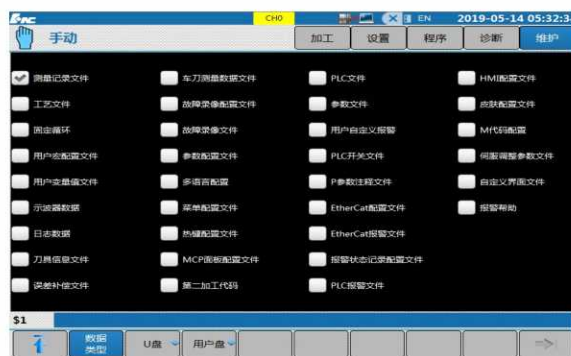 CH0 EN 2019-05-14 05:32:3
手动 加工 设置 程序 诊断 维护
测量记录文件 车刀测量数据文件 PLC文件 HMI配置文件
工艺文件 故障录像配置文件 参数文件 皮肤配置文件
固定循环 故障录像文件 用户自定义报警 M代码配置
用户宏配置文件 参数配置文件 PLC开关文件 伺服调整参数文件
用户变量值文件 多语言配置 P参数注释文件 自定义界面文件
示波器数据 菜单配置文件 EtherCat配置文件 报警帮助
日志数据 热键配置文件 EtherCat报警文件
刀具信息文件 MCP面板配置文件 报警状态记录配置文件
误差补偿文件 第二加工代码 PLC报警文件
$1
数据类型 U盘 用户盘